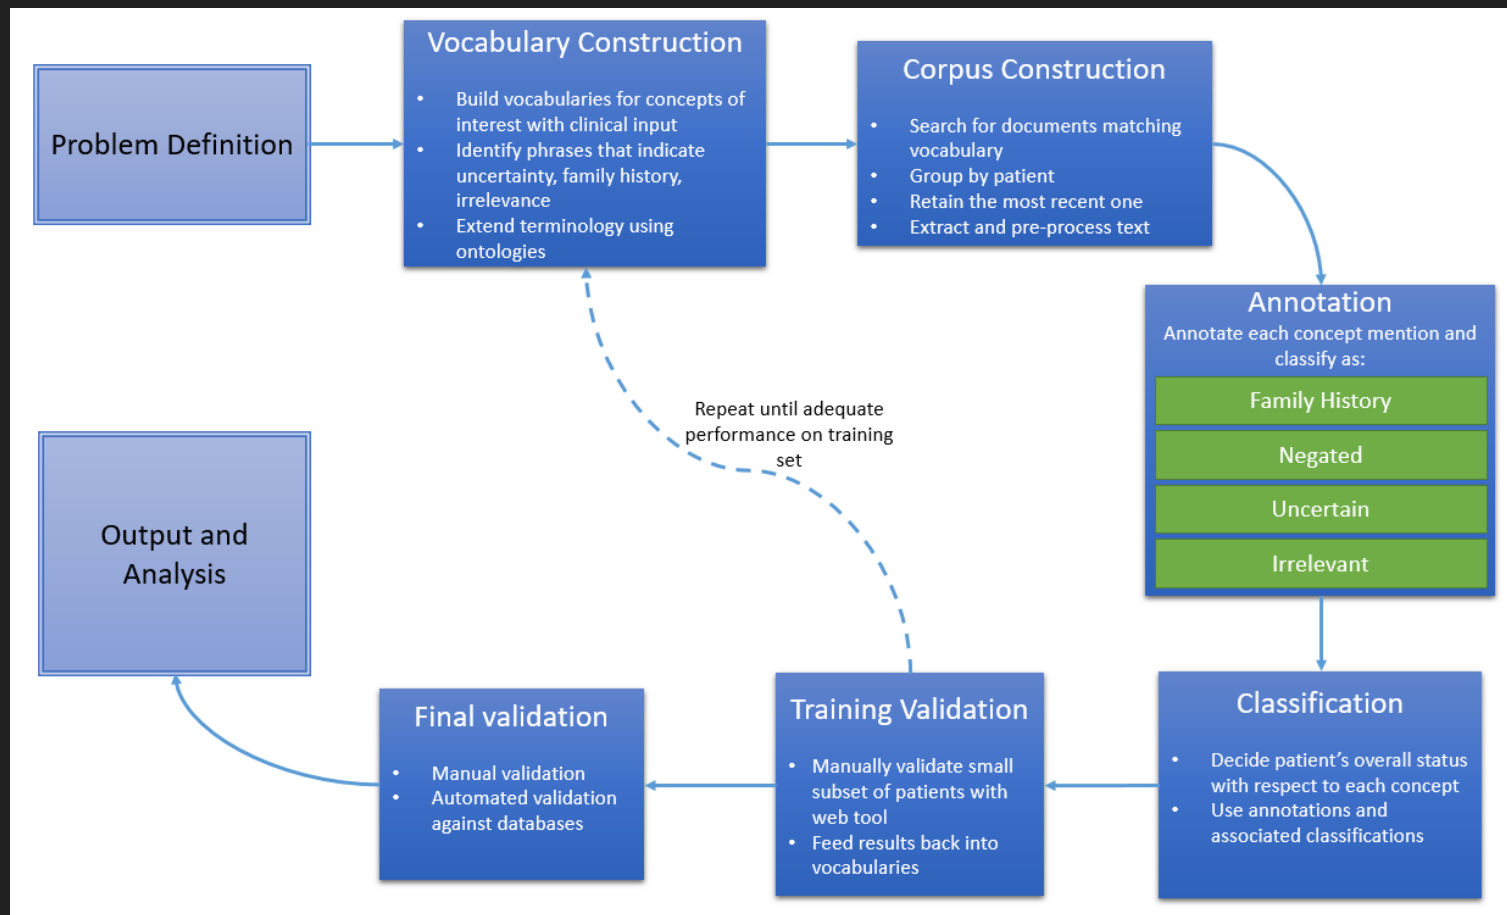 Problem Definition
Vocabulary Construction
• Build vocabularies for concepts of
interest with clinical input
• Identify phrases that indicate
uncertainty, family history,
irrelevance
• Extend terminology using
ontologies
Corpus Construction
• Search for documents matching
vocabulary
• Group by patient
• Retain the most recent one
• Extract and pre-process text
Annotation
Annotate each concept mention and
classify as:
Family History
Negated
Uncertain
Irrelevant
Repeat until adequate
performance on training
set
Classification
• Decide patient’s overall status
with respect to each concept
• Use annotations and
associated classifications
Training Validation
• Manually validate small
subset of patients with
web tool
• Feed results back into
vocabularies
Final validation
• Manual validation
• Automated validation
against databases
Output and
Analysis